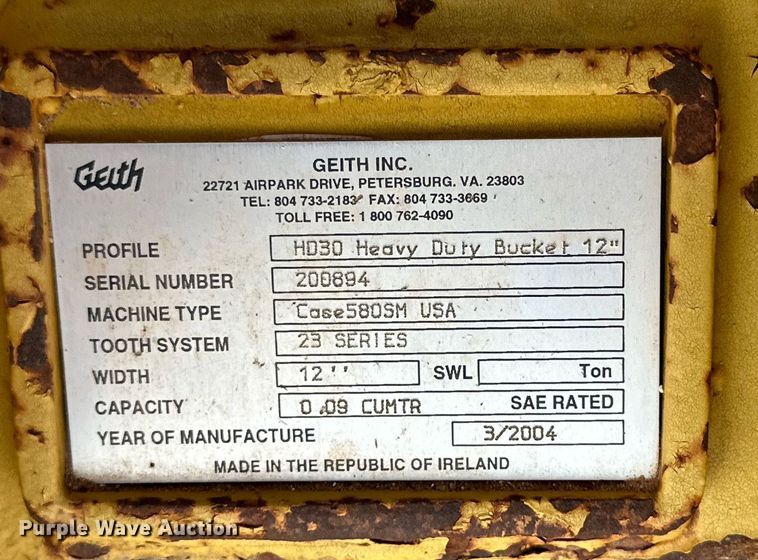 Geith
GEITH INC.
22721 AIRPARK DRIVE, PETERSBURG. VA. 23803
TEL: 804 733-2183 FAX: 804 733-3669
TOLL FREE: 1 800 762-4090
PROFILE HD30 Heavy Duty Bucket 12"
SERIAL NUMBER 200894
MACHINE TYPE Case580SM USA
TOOTH SYSTEM 23 SERIES
WIDTH 12'' SWL Ton
CAPACITY 0.09 CUMTR SAE RATED
YEAR OF MANUFACTURE 3/2004
MADE IN THE REPUBLIC OF IRELAND
Purple Wave Auction